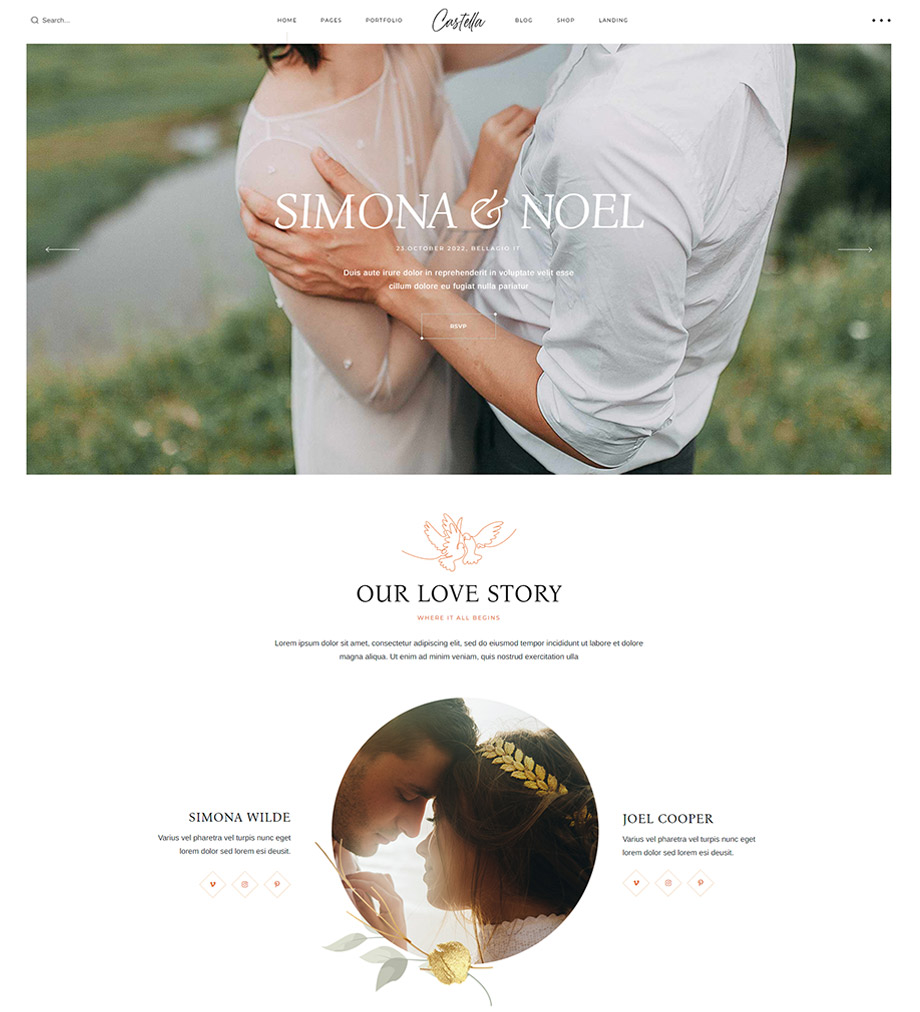 Search...
HOME PAGES PORTFOLIO Castella BLOG SHOP LANDING
SIMONA & NOEL
23.OCTOBER 2022, BELLAGIO IT
Duis aute irure dolor in reprehenderit in voluptate velit esse
cillum dolore eu fugiat nulla pariatur
RSVP
OUR LOVE STORY
WHERE IT ALL BEGINS
Lorem ipsum dolor sit amet, consectetur adipiscing elit, sed do eiusmod tempor incididunt ut labore et dolore
magna aliqua. Ut enim ad minim veniam, quis nostrud exercitation ulla
SIMONA WILDE
Varius vel pharetra vel turpis nunc eget
lorem dolor sed lorem esi deusit.
JOEL COOPER
Varius vel pharetra vel turpis nunc eget
lorem dolor sed lorem esi deusit.